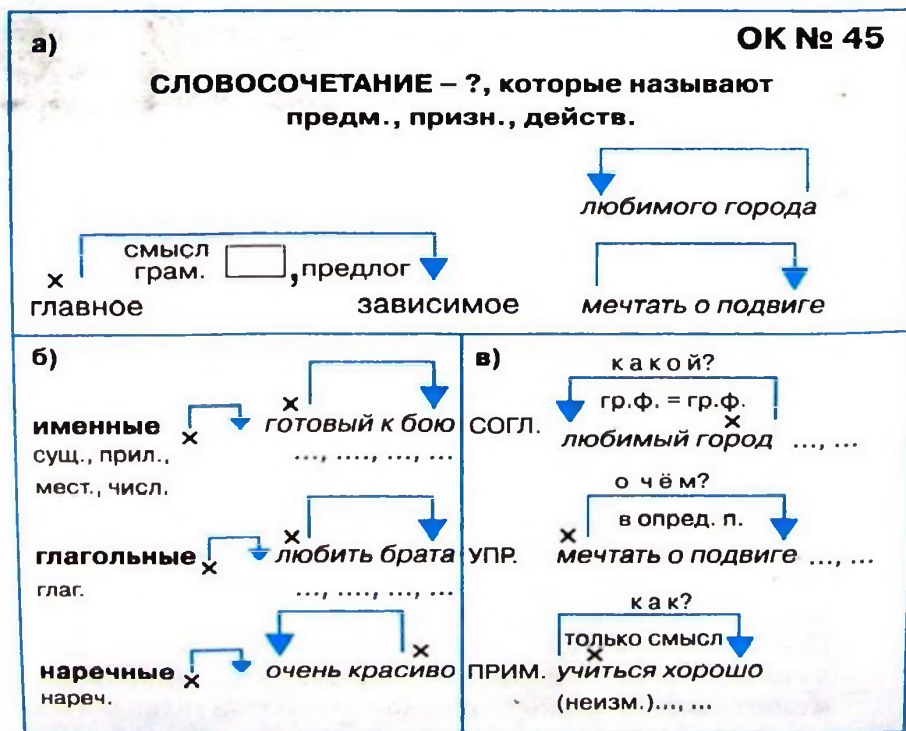 а)
ОК № 45
СЛОВОСОЧЕТАНИЕ – ?, которые называют
предм., призн., действ.
любимого города
смысл
грам. , предлог
× главное зависимое
мечтать о подвиге
б)
именные × × готовый к бою
сущ., прил., ..., ...., ..., ...
мест., числ.
глагольные × × любить брата
глаг. ..., ...., ..., ...
наречные × очень красиво ×
нареч.
в)
какой?
гр.ф. = гр.ф.
СОГЛ. любимый город × ..., ...
о чём?
в опред. п.
УПР. × мечтать о подвиге ..., ...
как?
только смысл
ПРИМ. × учиться хорошо
(неизм.)..., ...